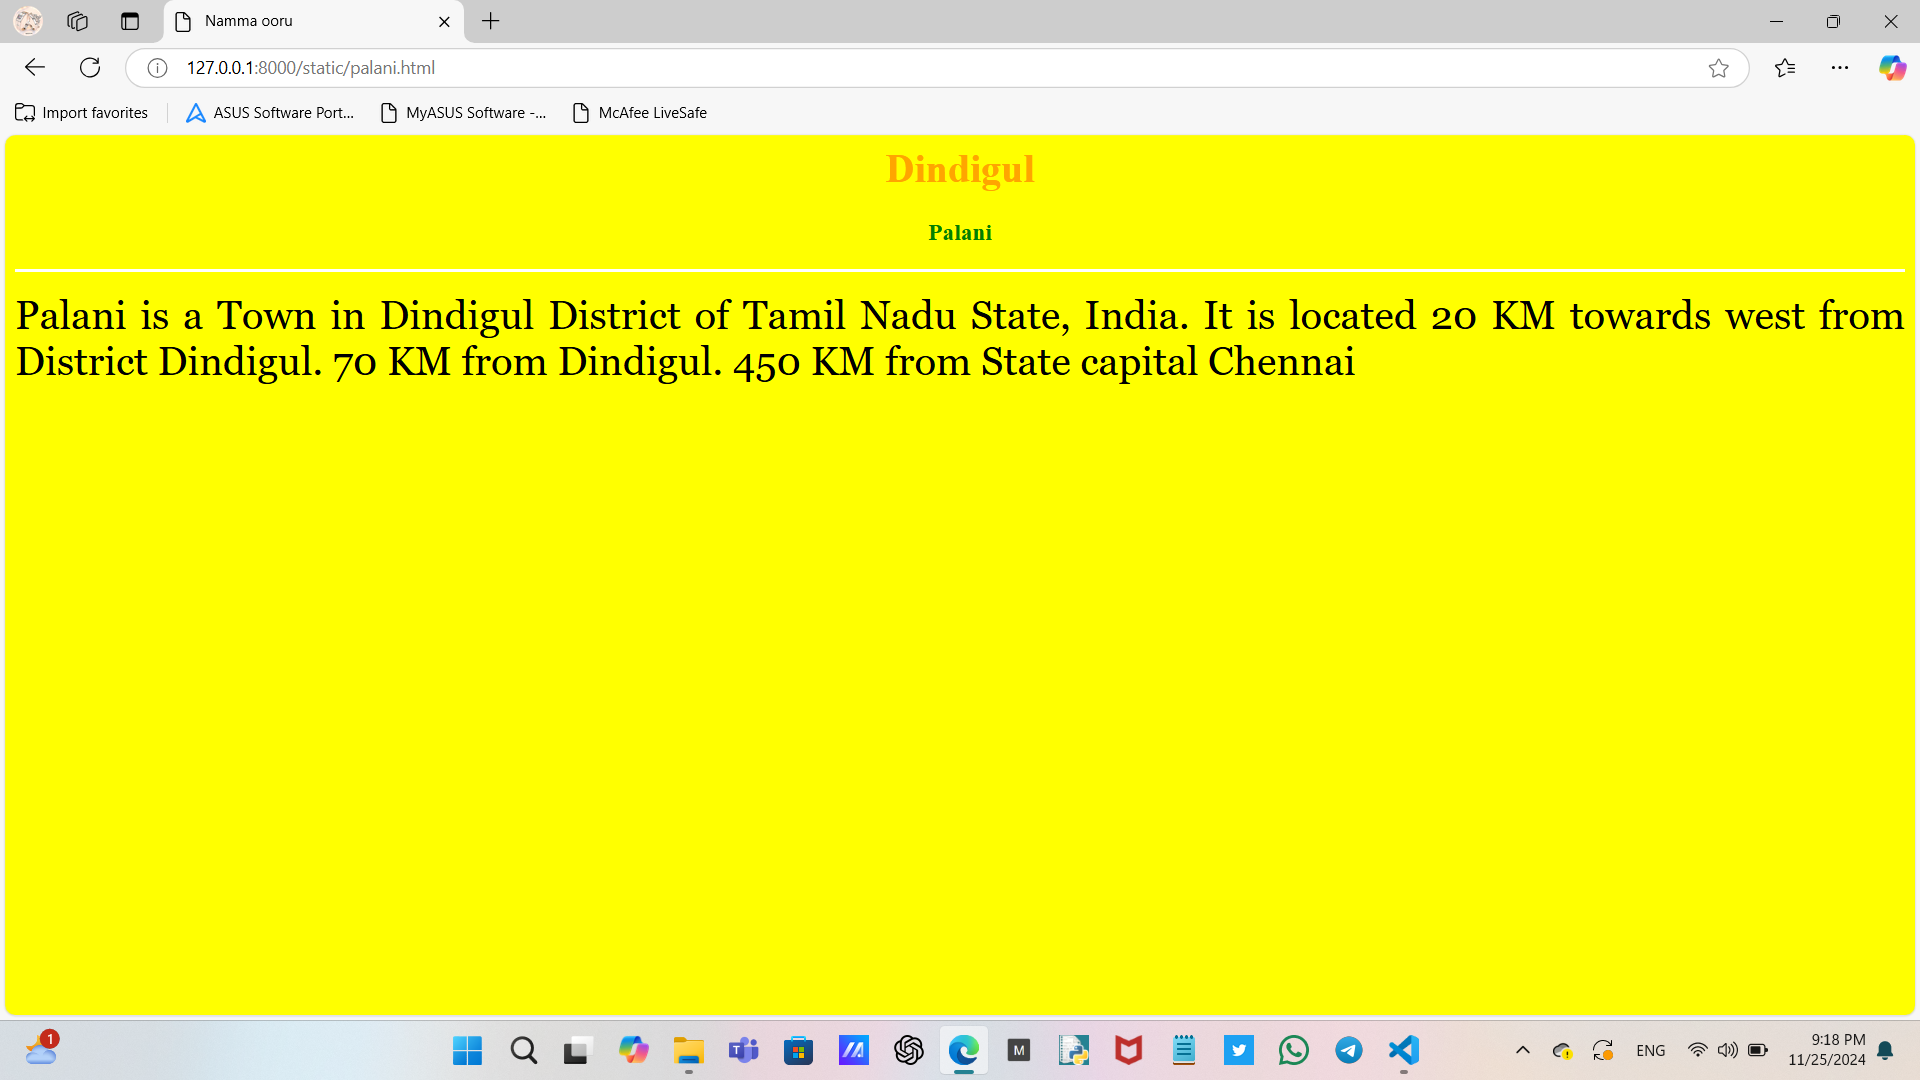 Namma ooru
127.0.0.1:8000/static/palani.html
Import favorites
ASUS Software Port...
MyASUS Software -...
McAfee LiveSafe
Dindigul
Palani
Palani is a Town in Dindigul District of Tamil Nadu State, India. It is located 20 KM towards west from
District Dindigul. 70 KM from Dindigul. 450 KM from State capital Chennai
1
T
M
ENG
9:18 PM
11/25/2024